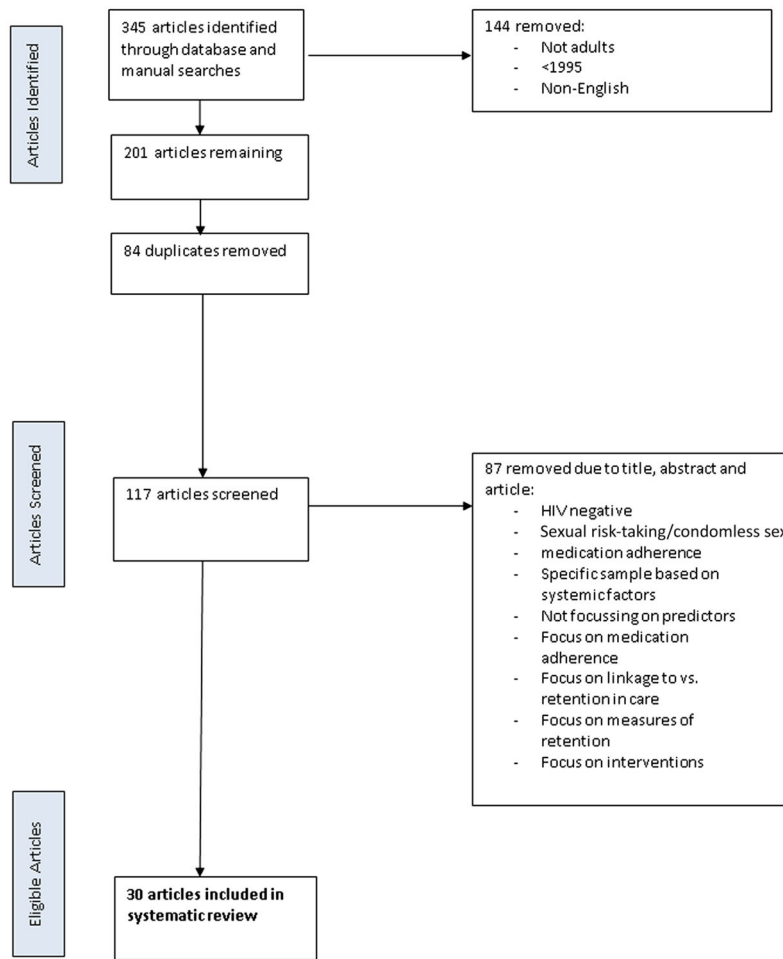 Articles Identified
345 articles identified
through database and
manual searches
144 removed:
- Not adults
- <1995
- Non-English
201 articles remaining
84 duplicates removed
Articles Screened
117 articles screened
87 removed due to title, abstract and
article:
- HIV negative
- Sexual risk-taking/condomless sex
- medication adherence
- Specific sample based on
systemic factors
- Not focussing on predictors
- Focus on medication
adherence
- Focus on linkage to vs.
retention in care
- Focus on measures of
retention
- Focus on interventions
Eligible Articles
30 articles included in
systematic review